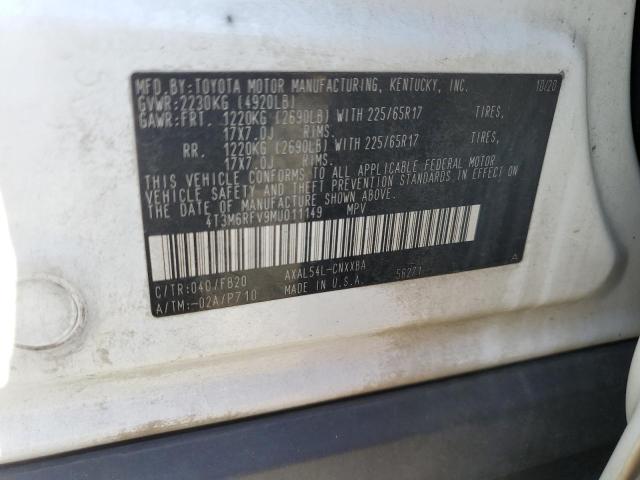 MFD.BY:TOYOTA MOTOR MANUFACTURING, KENTUCKY, INC. 10/20
GVWR:2230KG (4920LB)
GAWR:FRT. 1220KG (2690LB) WITH 225/65R17 TIRES,
17X7.0J RIMS.
RR. 1220KG (2690LB) WITH 225/65R17 TIRES,
17X7.0J RIMS.
THIS VEHICLE CONFORMS TO ALL APPLICABLE FEDERAL MOTOR
VEHICLE SAFETY AND THEFT PREVENTION STANDARDS IN EFFECT ON
THE DATE OF MANUFACTURE SHOWN ABOVE.
4T3M6RFV9MU011149 MPV
C/TR:040/FB20 AXAL54L-CNXXBA A
A/TM:-02A/P710 MADE IN U.S.A. 56271